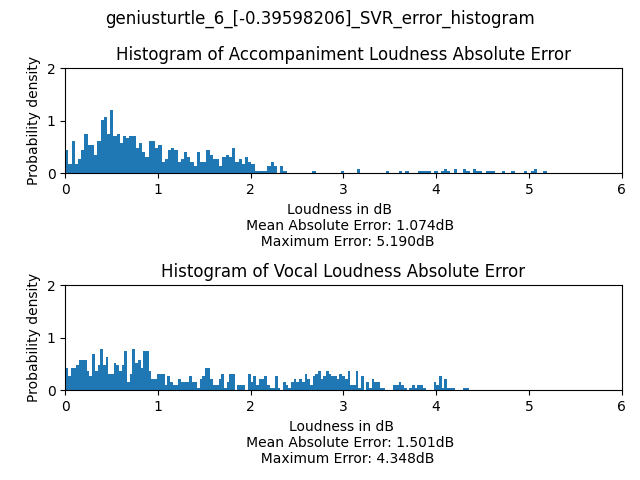 geniusturtle_6_[-0.39598206]_SVR_error_histogram
Histogram of Accompaniment Loudness Absolute Error
Probability density
2
1
0
0 1 2 3 4 5 6
Loudness in dB
Mean Absolute Error: 1.074dB
Maximum Error: 5.190dB
Histogram of Vocal Loudness Absolute Error
Probability density
2
1
0
0 1 2 3 4 5 6
Loudness in dB
Mean Absolute Error: 1.501dB
Maximum Error: 4.348dB